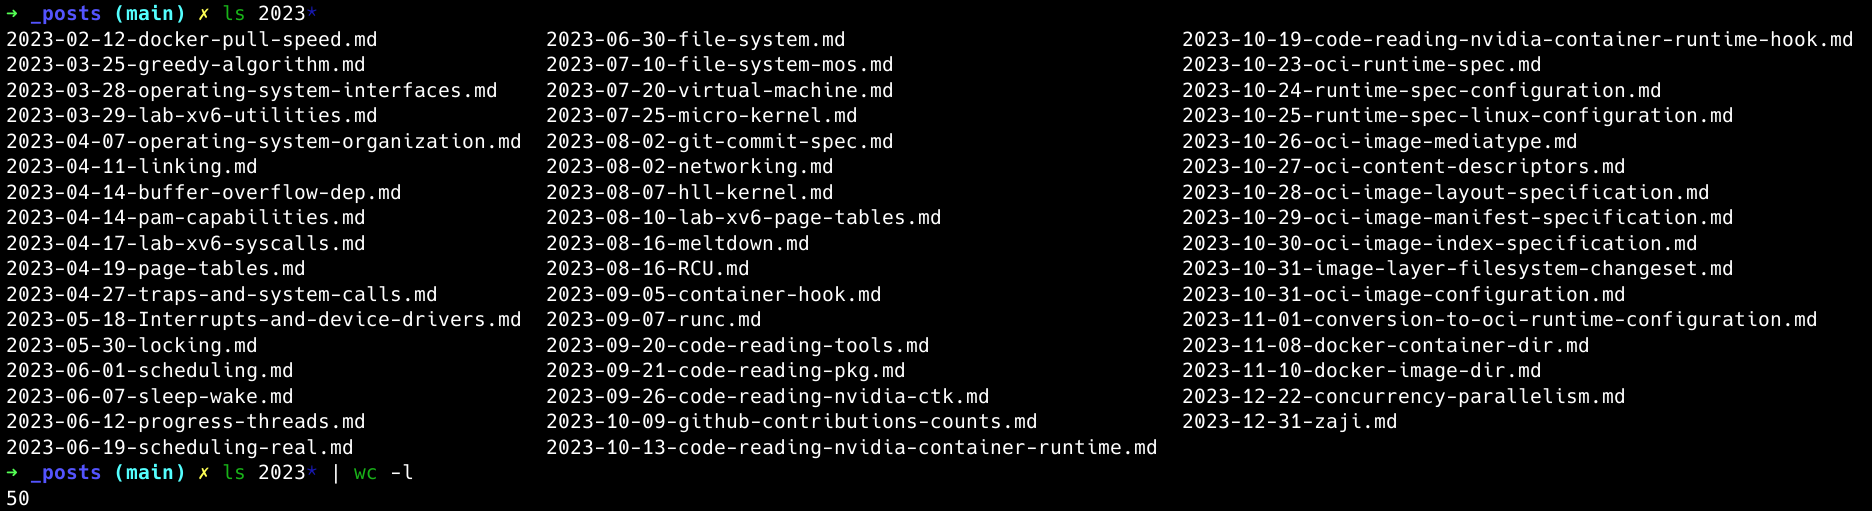 ➜ _posts (main) ✗ ls 2023*
2023-02-12-docker-pull-speed.md 2023-06-30-file-system.md 2023-10-19-code-reading-nvidia-container-runtime-hook.md
2023-03-25-greedy-algorithm.md 2023-07-10-file-system-mos.md 2023-10-23-oci-runtime-spec.md
2023-03-28-operating-system-interfaces.md 2023-07-20-virtual-machine.md 2023-10-24-runtime-spec-configuration.md
2023-03-29-lab-xv6-utilities.md 2023-07-25-micro-kernel.md 2023-10-25-runtime-spec-linux-configuration.md
2023-04-07-operating-system-organization.md 2023-08-02-git-commit-spec.md 2023-10-26-oci-image-mediatype.md
2023-04-11-linking.md 2023-08-02-networking.md 2023-10-27-oci-content-descriptors.md
2023-04-14-buffer-overflow-dep.md 2023-08-07-hll-kernel.md 2023-10-28-oci-image-layout-specification.md
2023-04-14-pam-capabilities.md 2023-08-10-lab-xv6-page-tables.md 2023-10-29-oci-image-manifest-specification.md
2023-04-17-lab-xv6-syscalls.md 2023-08-16-meltdown.md 2023-10-30-oci-image-index-specification.md
2023-04-19-page-tables.md 2023-08-16-RCU.md 2023-10-31-image-layer-filesystem-changeset.md
2023-04-27-traps-and-system-calls.md 2023-09-05-container-hook.md 2023-10-31-oci-image-configuration.md
2023-05-18-Interrupts-and-device-drivers.md 2023-09-07-runc.md 2023-11-01-conversion-to-oci-runtime-configuration.md
2023-05-30-locking.md 2023-09-20-code-reading-tools.md 2023-11-08-docker-container-dir.md
2023-06-01-scheduling.md 2023-09-21-code-reading-pkg.md 2023-11-10-docker-image-dir.md
2023-06-07-sleep-wake.md 2023-09-26-code-reading-nvidia-ctk.md 2023-12-22-concurrency-parallelism.md
2023-06-12-progress-threads.md 2023-10-09-github-contributions-counts.md 2023-12-31-zaji.md
2023-06-19-scheduling-real.md 2023-10-13-code-reading-nvidia-container-runtime.md
➜ _posts (main) ✗ ls 2023* | wc -l
50